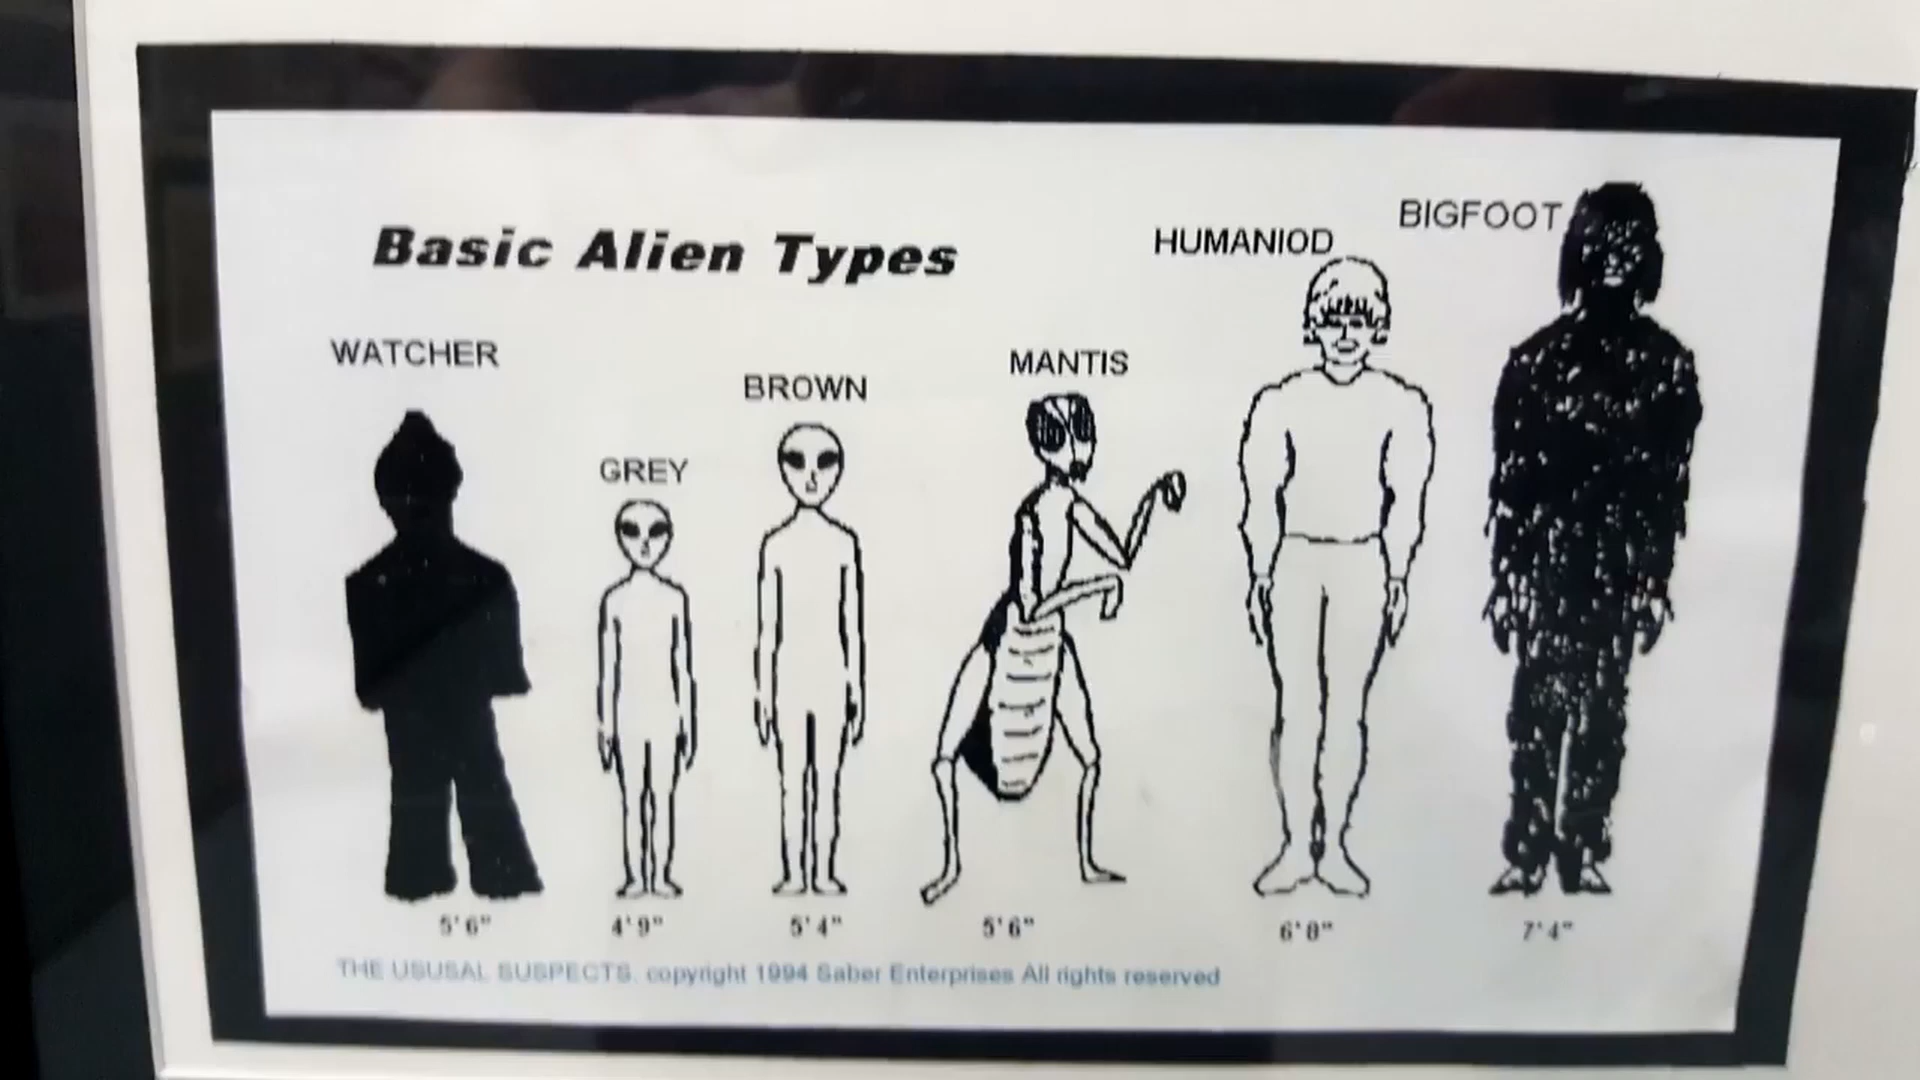 Basic Alien Types
WATCHER
GREY
BROWN
MANTIS
HUMANIOD
BIGFOOT
5'6"
4'9"
5'4"
5'6"
6'8"
7'4"
THE USUSAL SUSPECTS. copyright 1994 Saber Enterprises All rights reserved